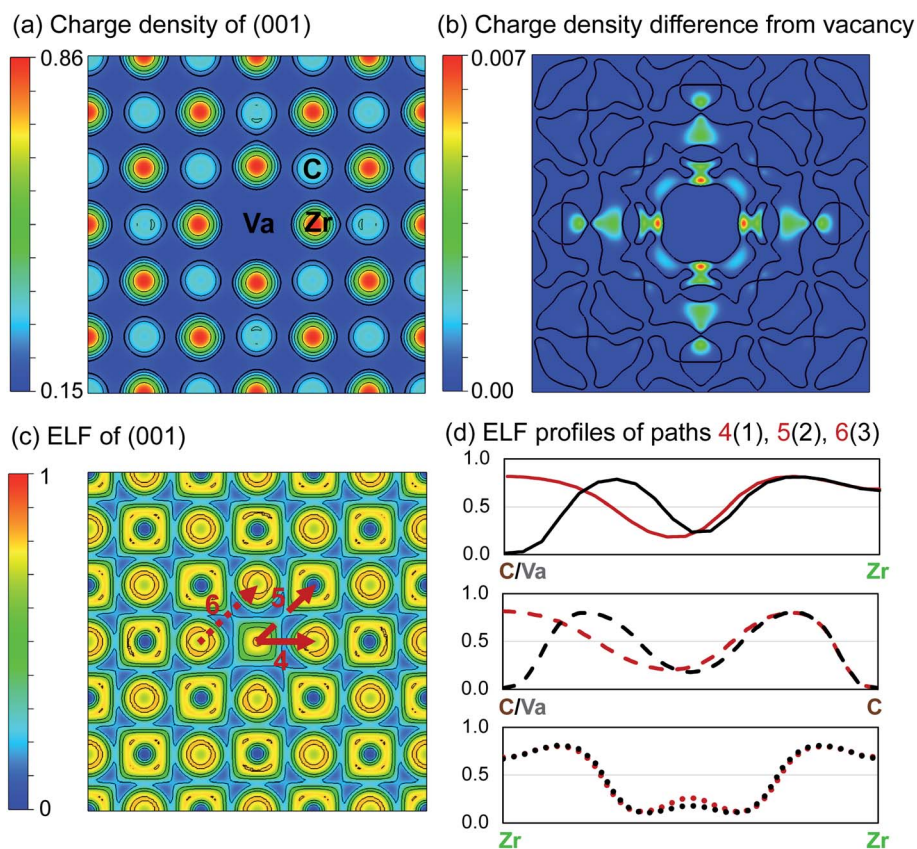 (a) Charge density of (001)
0.86
C
Va
Zr
0.15
(b) Charge density difference from vacancy
0.007
0.00
(c) ELF of (001)
1
6
5
4
0
(d) ELF profiles of paths 4(1), 5(2), 6(3)
1.0
0.5
0.0
C/Va
Zr
1.0
0.5
0.0
C/Va
C
1.0
0.5
0.0
Zr
Zr